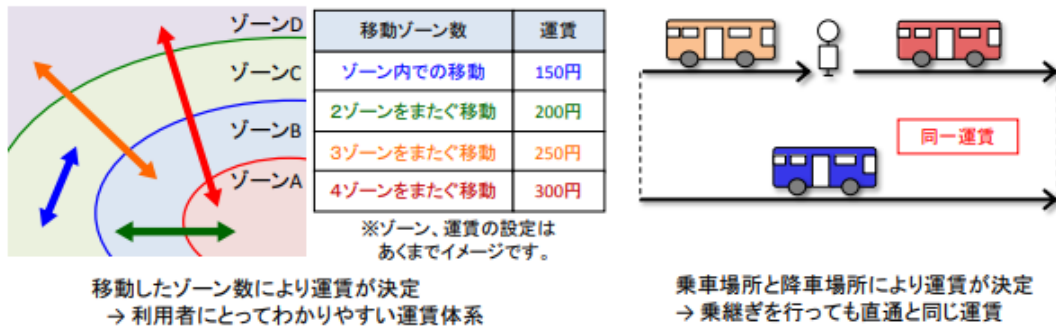 ゾーンD
ゾーンC
ゾーンB
ゾーンA
移動ゾーン数 運賃
ゾーン内での移動 150円
2ゾーンをまたぐ移動 200円
3ゾーンをまたぐ移動 250円
4ゾーンをまたぐ移動 300円
※ゾーン、運賃の設定は
あくまでイメージです。
移動したゾーン数により運賃が決定
→ 利用者にとってわかりやすい運賃体系
同一運賃
乗車場所と降車場所により運賃が決定
→ 乗継ぎを行っても直通と同じ運賃